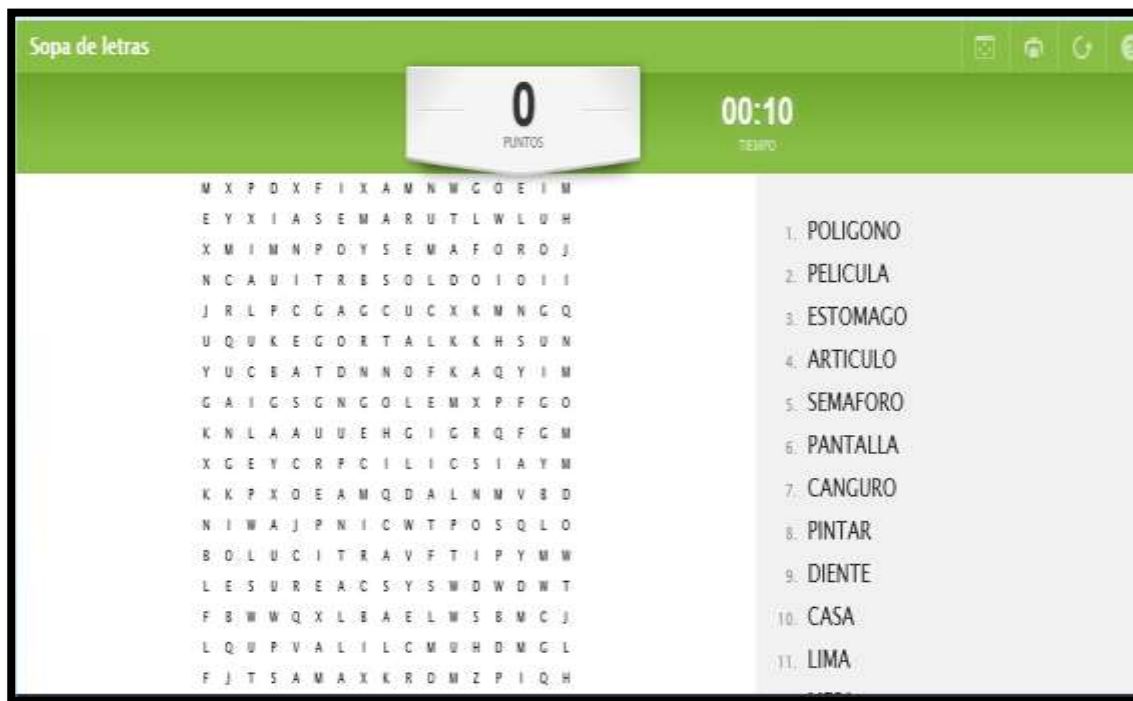 Sopa de letras
0
PUNTOS
00:10
TIEMPO
M X P D X F I X A M N W G O E I M
E Y X I A S E M A R U T L W L U H
X M I M N P O Y S E M A F O R O J
N C A U I T R B S O L D O I O I I
J R L P C G A G C U C X K M N G Q
U Q U K E G O R T A L K K H S U N
Y U C B A T D N N O F K A Q Y I M
G A I G S G N G O L E M X P F G O
K N L A A U U E H G I G R Q F G M
X G E Y C R P C I L I C S I A Y M
K K P X O E A M Q D A L N M V B D
N I W A J P N I C W T P O S Q L O
B O L U C I T R A V F T I P Y M W
L E S U R E A C S Y S W D W D W T
F B W W Q X L B A E L W S B M C J
L Q U P V A L I L C M U H D M G L
F J T S A M A X K R D M Z P I Q H
1. POLIGONO
2. PELICULA
3. ESTOMAGO
4. ARTICULO
5. SEMAFORO
6. PANTALLA
7. CANGURO
8. PINTAR
9. DIENTE
10. CASA
11. LIMA